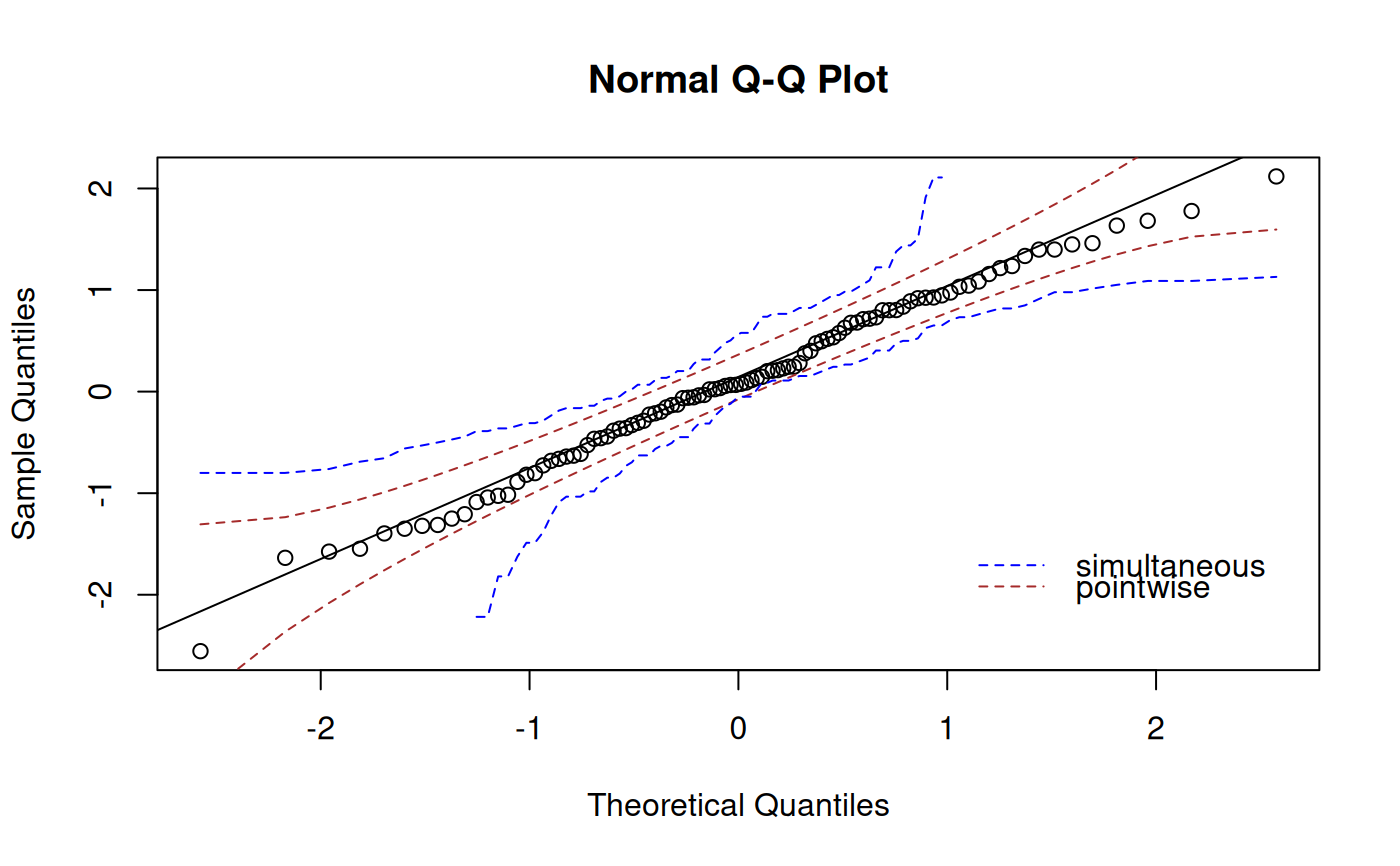 Normal Q-Q Plot
Sample Quantiles
2
1
0
-1
-2
simultaneous
pointwise
-2 -1 0 1 2
Theoretical Quantiles